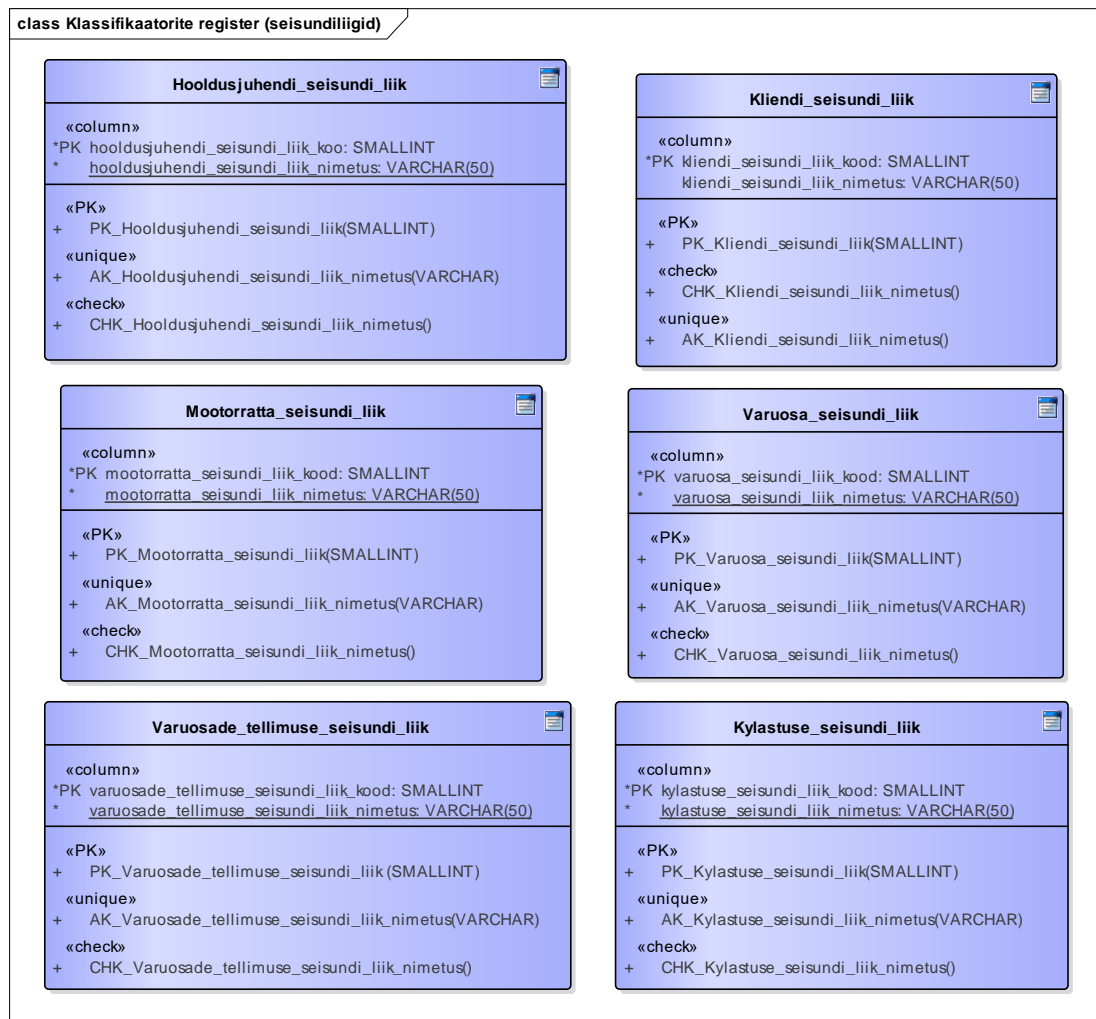 class Klassifikaatorite register (seisundiliigid)
Hooldusjuhendi_seisundi_liik
«column»
*PK hooldusjuhendi_seisundi_liik_koo: SMALLINT
* hooldusjuhendi_seisundi_liik_nimetus: VARCHAR(50)
«PK»
+ PK_Hooldusjuhendi_seisundi_liik(SMALLINT)
«unique»
+ AK_Hooldusjuhendi_seisundi_liik_nimetus(VARCHAR)
«check»
+ CHK_Hooldusjuhendi_seisundi_liik_nimetus()
Kliendi_seisundi_liik
«column»
*PK kliendi_seisundi_liik_kood: SMALLINT
kliendi_seisundi_liik_nimetus: VARCHAR(50)
«PK»
+ PK_Kliendi_seisundi_liik(SMALLINT)
«check»
+ CHK_Kliendi_seisundi_liik_nimetus()
«unique»
+ AK_Kliendi_seisundi_liik_nimetus()
Mootorratta_seisundi_liik
«column»
*PK mootorratta_seisundi_liik_kood: SMALLINT
* mootorratta_seisundi_liik_nimetus: VARCHAR(50)
«PK»
+ PK_Mootorratta_seisundi_liik(SMALLINT)
«unique»
+ AK_Mootorratta_seisundi_liik_nimetus(VARCHAR)
«check»
+ CHK_Mootorratta_seisundi_liik_nimetus()
Varuosa_seisundi_liik
«column»
*PK varuosa_seisundi_liik_kood: SMALLINT
* varuosa_seisundi_liik_nimetus: VARCHAR(50)
«PK»
+ PK_Varuosa_seisundi_liik(SMALLINT)
«unique»
+ AK_Varuosa_seisundi_liik_nimetus(VARCHAR)
«check»
+ CHK_Varuosa_seisundi_liik_nimetus()
Varuosade_tellimuse_seisundi_liik
«column»
*PK varuosade_tellimuse_seisundi_liik_kood: SMALLINT
* varuosade_tellimuse_seisundi_liik_nimetus: VARCHAR(50)
«PK»
+ PK_Varuosade_tellimuse_seisundi_liik (SMALLINT)
«unique»
+ AK_Varuosade_tellimuse_seisundi_liik_nimetus(VARCHAR)
«check»
+ CHK_Varuosade_tellimuse_seisundi_liik_nimetus()
Kylastuse_seisundi_liik
«column»
*PK kylastuse_seisundi_liik_kood: SMALLINT
* kylastuse_seisundi_liik_nimetus: VARCHAR(50)
«PK»
+ PK_Kylastuse_seisundi_liik(SMALLINT)
«unique»
+ AK_Kylastuse_seisundi_liik_nimetus(VARCHAR)
«check»
+ CHK_Kylastuse_seisundi_liik_nimetus()